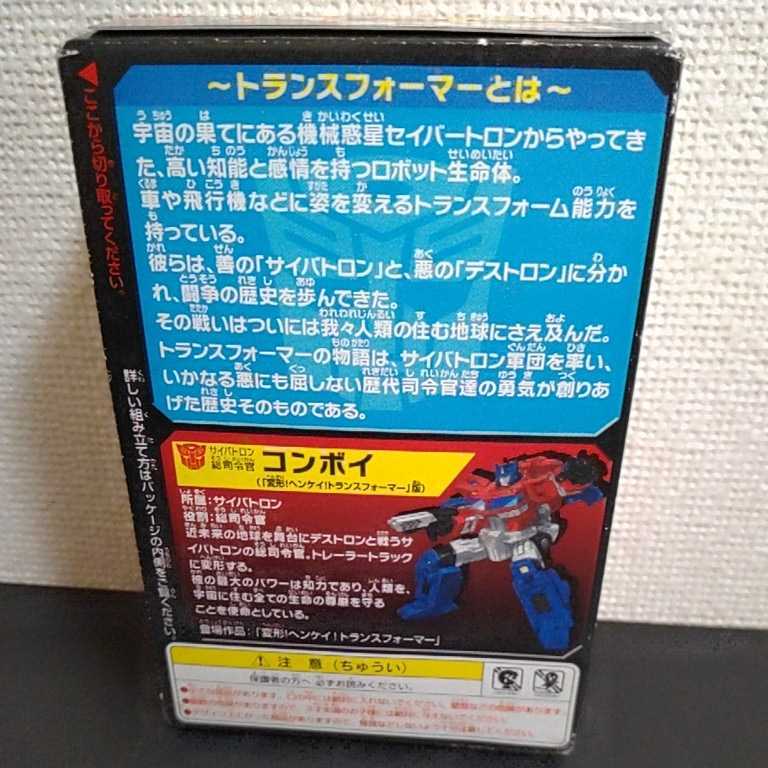 ～トランスフォーマーとは～
宇宙の果てにある機械惑星セイバートロンからやってき
た、高い知能と感情を持つロボット生命体。
車や飛行機などに姿を変えるトランスフォーム能力を
持っている。
彼らは、善の「サイバトロン」と、悪の「デストロン」に分か
れ、闘争の歴史を歩んできた。
その戦いはついには我々人類の住む地球にさえ及んだ。
トランスフォーマーの物語は、サイバトロン軍団を率い、
いかなる悪にも屈しない歴代司令官達の勇気が創りあ
げた歴史そのものである。
サイバトロン
総司令官
コンボイ
(「変形!ヘンケイ!トランスフォーマー」版)
所属:サイバトロン
役割:総司令官
近未来の地球を舞台にデストロンと戦うサ
イバトロンの総司令官。トレーラートラック
に変形する。
彼の最大のパワーは知力であり、人類を、
宇宙に住む全ての生命の尊厳を守る
ことを使命としている。
登場作品:「変形!ヘンケイ!トランスフォーマー」
注 意 (ちゅうい)
保護者の方へ 必ずお読みください。
ここから切り取ってください。
詳しい組み立て方はパッケージの内側をご覧ください。